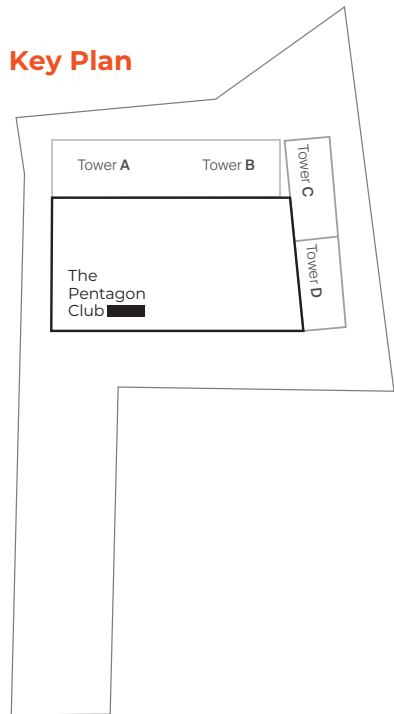 Key Plan
Tower A
Tower B
Tower C
Tower D
The
Pentagon
Club